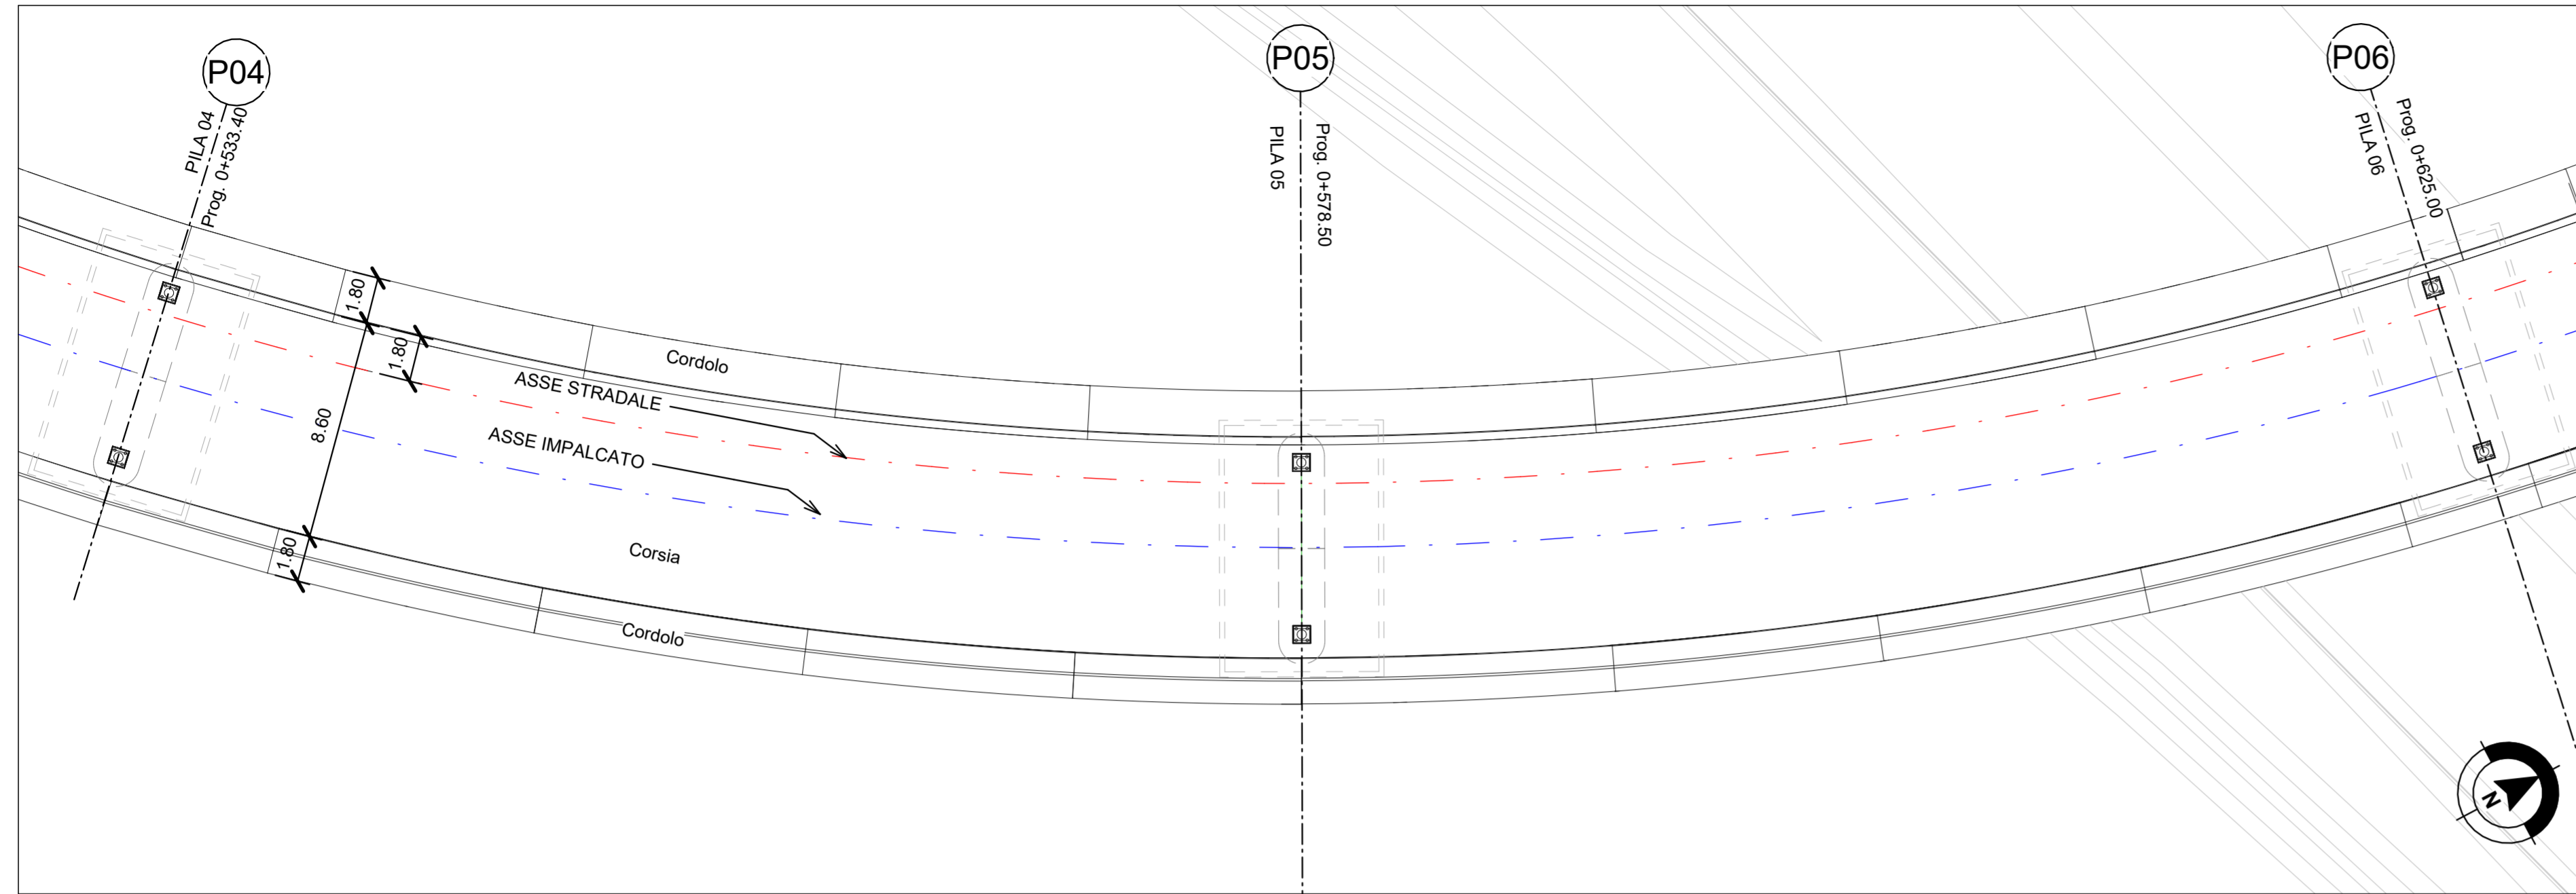 P04
P05
P06
PILA 04
Prog. 0+533.40
PILA 05
Prog. 0+578.50
Prog. 0+625.00
PILA 06
1.80
1.80
Cordolo
ASSE STRADALE
8.60
ASSE IMPALCATO
1.80
Corsia
Cordolo
N